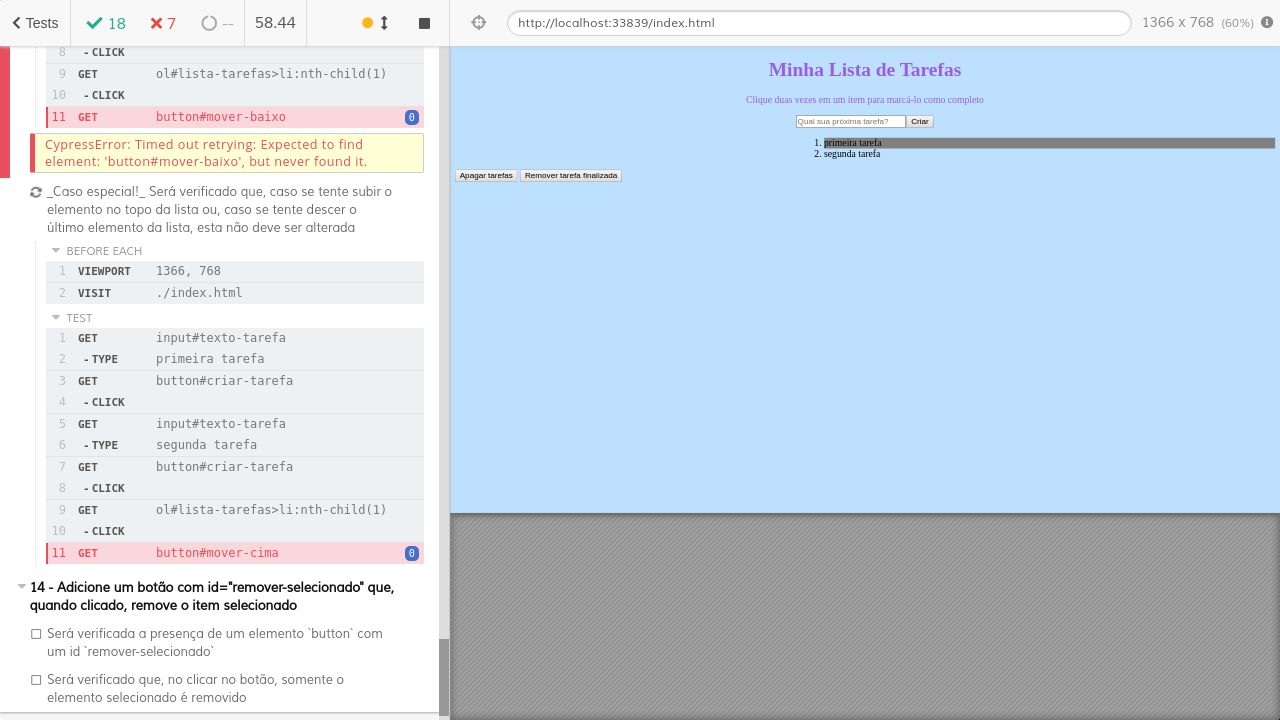 Tests
18
7
--
58.44
http://localhost:33839/index.html
1366 x 768 (60%)
8 - CLICK
9 GET ol#lista-tarefas>li:nth-child(1)
10 - CLICK
11 GET button#mover-baixo 0
CypressError: Timed out retrying: Expected to find
element: 'button#mover-baixo', but never found it.
_Caso especial!_ Será verificado que, caso se tente subir o
elemento no topo da lista ou, caso se tente descer o
último elemento da lista, esta não deve ser alterada
BEFORE EACH
1 VIEWPORT 1366, 768
2 VISIT ./index.html
TEST
1 GET input#texto-tarefa
2 - TYPE primeira tarefa
3 GET button#criar-tarefa
4 - CLICK
5 GET input#texto-tarefa
6 - TYPE segunda tarefa
7 GET button#criar-tarefa
8 - CLICK
9 GET ol#lista-tarefas>li:nth-child(1)
10 - CLICK
11 GET button#mover-cima 0
14 - Adicione um botão com id="remover-selecionado" que,
quando clicado, remove o item selecionado
Será verificada a presença de um elemento `button` com
um id `remover-selecionado`
Será verificado que, no clicar no botão, somente o
elemento selecionado é removido
Minha Lista de Tarefas
Clique duas vezes em um item para marcá-lo como completo
Qual sua próxima tarefa? Criar
1. primeira tarefa
2. segunda tarefa
Apagar tarefas Remover tarefa finalizada